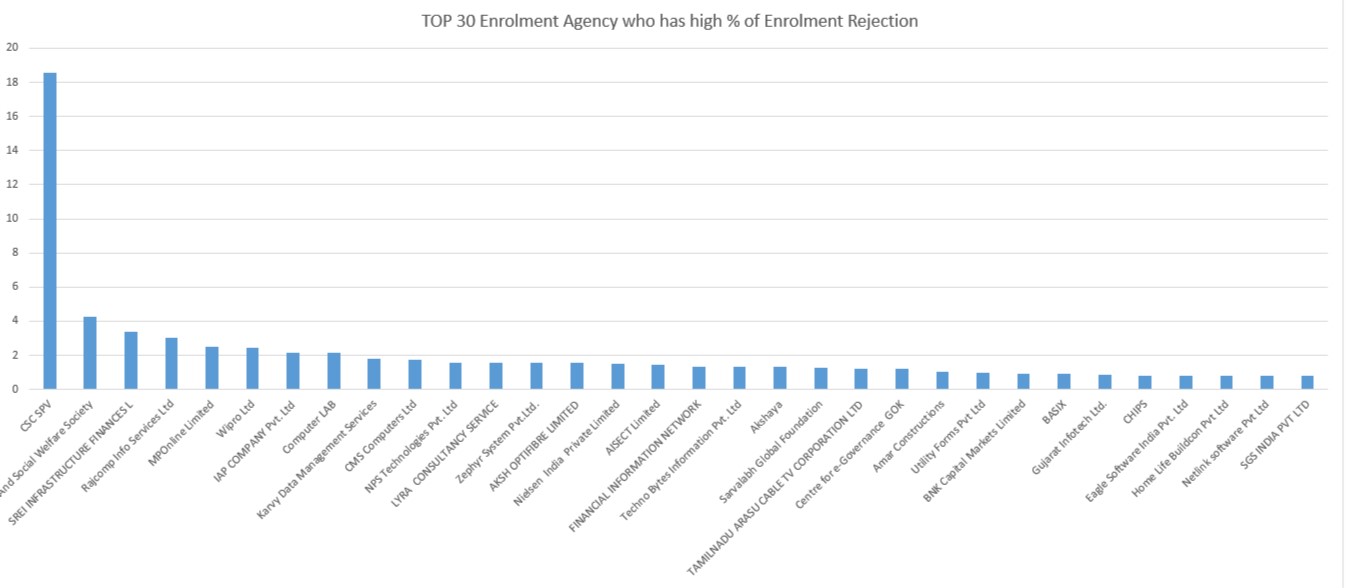 TOP 30 Enrolment Agency who has high % of Enrolment Rejection
20
18
16
14
12
10
8
6
4
2
0
CSC SPV
And Social Welfare Society
SREI INFRASTRUCTURE FINANCES L
Rajcomp Info Services Ltd
MPOnline Limited
Wipro Ltd
IAP COMPANY Pvt. Ltd
Computer LAB
Karvy Data Management Services
CMS Computers Ltd
NPS Technologies Pvt. Ltd
LYRA CONSULTANCY SERVICE
Zephyr System Pvt.Ltd.
AKSH OPTIFIBRE LIMITED
Nielsen India Private Limited
AISECT Limited
FINANCIAL INFORMATION NETWORK
Techno Bytes Information Pvt. Ltd
Akshaya
Sarvalabh Global Foundation
TAMILNADU ARASU CABLE TV CORPORATION LTD
Centre for e-Governance GOK
Amar Constructions
Utility Forms Pvt Ltd
BNK Capital Markets Limited
BASIX
Gujarat Infotech Ltd.
CHIPS
Eagle Software India Pvt. Ltd
Home Life Buildcon Pvt Ltd
Netlink software Pvt Ltd
SGS INDIA PVT LTD